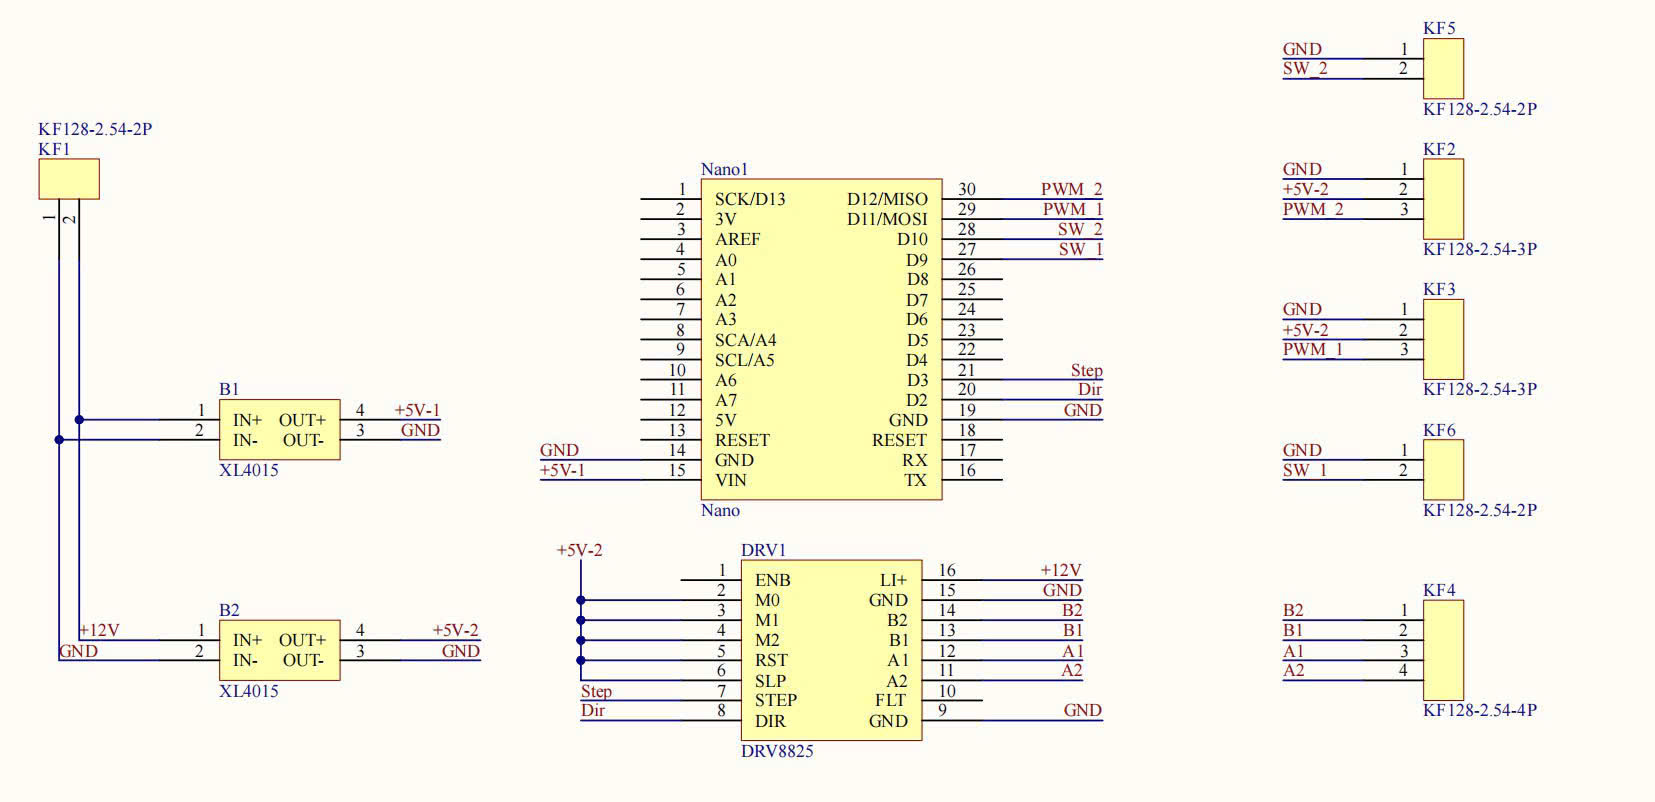 KF128-2.54-2P
KF1
1
2
B1
1 IN+ OUT+ 4 +5V-1
2 IN- OUT- 3 GND
XL4015
B2
+12V 1 IN+ OUT+ 4 +5V-2
GND 2 IN- OUT- 3 GND
XL4015
Nano1
1 SCK/D13 D12/MISO 30 PWM_2
2 3V D11/MOSI 29 PWM_1
3 AREF D10 28 SW_2
4 A0 D9 27 SW_1
5 A1 D8 26
6 A2 D7 25
7 A3 D6 24
8 SCA/A4 D5 23
9 SCL/A5 D4 22
10 A6 D3 21 Step
11 A7 D2 20 Dir
12 5V GND 19 GND
13 RESET RESET 18
GND 14 GND RX 17
+5V-1 15 VIN TX 16
Nano
+5V-2
DRV1
1 ENB LI+ 16 +12V
2 M0 GND 15 GND
3 M1 B2 14 B2
4 M2 B1 13 B1
5 RST A1 12 A1
6 SLP A2 11 A2
Step 7 STEP FLT 10
Dir 8 DIR GND 9 GND
DRV8825
KF5
GND 1
SW_2 2
KF128-2.54-2P
KF2
GND 1
+5V-2 2
PWM_2 3
KF128-2.54-3P
KF3
GND 1
+5V-2 2
PWM_1 3
KF128-2.54-3P
KF6
GND 1
SW_1 2
KF128-2.54-2P
KF4
B2 1
B1 2
A1 3
A2 4
KF128-2.54-4P